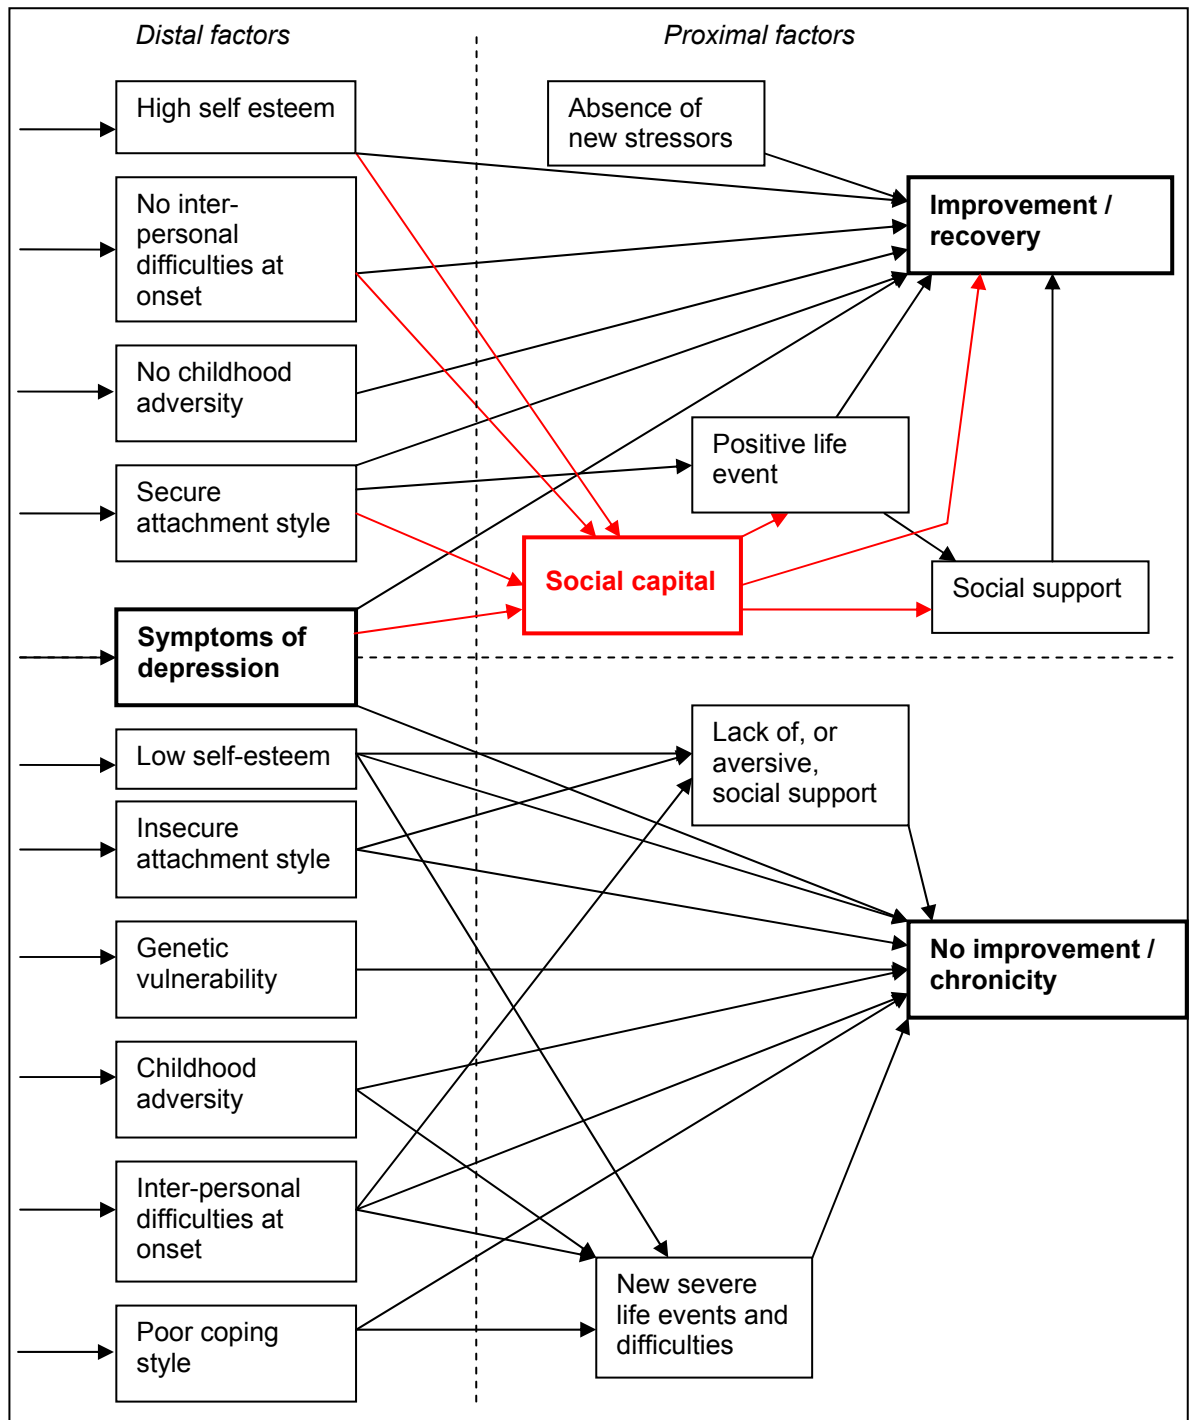 Distal factors
Proximal factors
High self esteem
Absence of
new stressors
No inter-
personal
difficulties at
onset
Improvement /
recovery
No childhood
adversity
Positive life
event
Secure
attachment style
Social capital
Social support
Symptoms of
depression
Lack of, or
aversive,
social support
Low self-esteem
Insecure
attachment style
Genetic
vulnerability
No improvement /
chronicity
Childhood
adversity
Inter-personal
difficulties at
onset
New severe
life events and
difficulties
Poor coping
style